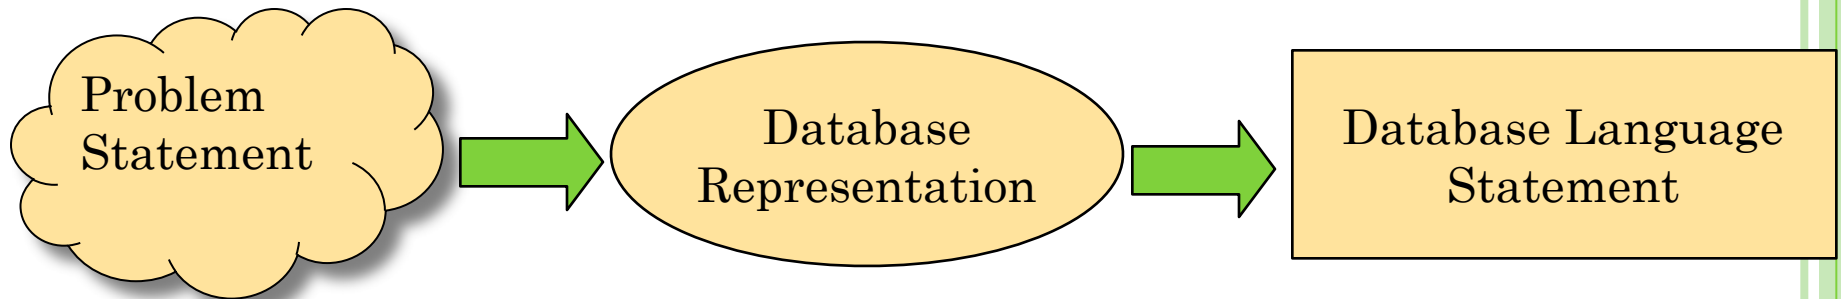 Problem
Statement
Database
Representation
Database Language
Statement